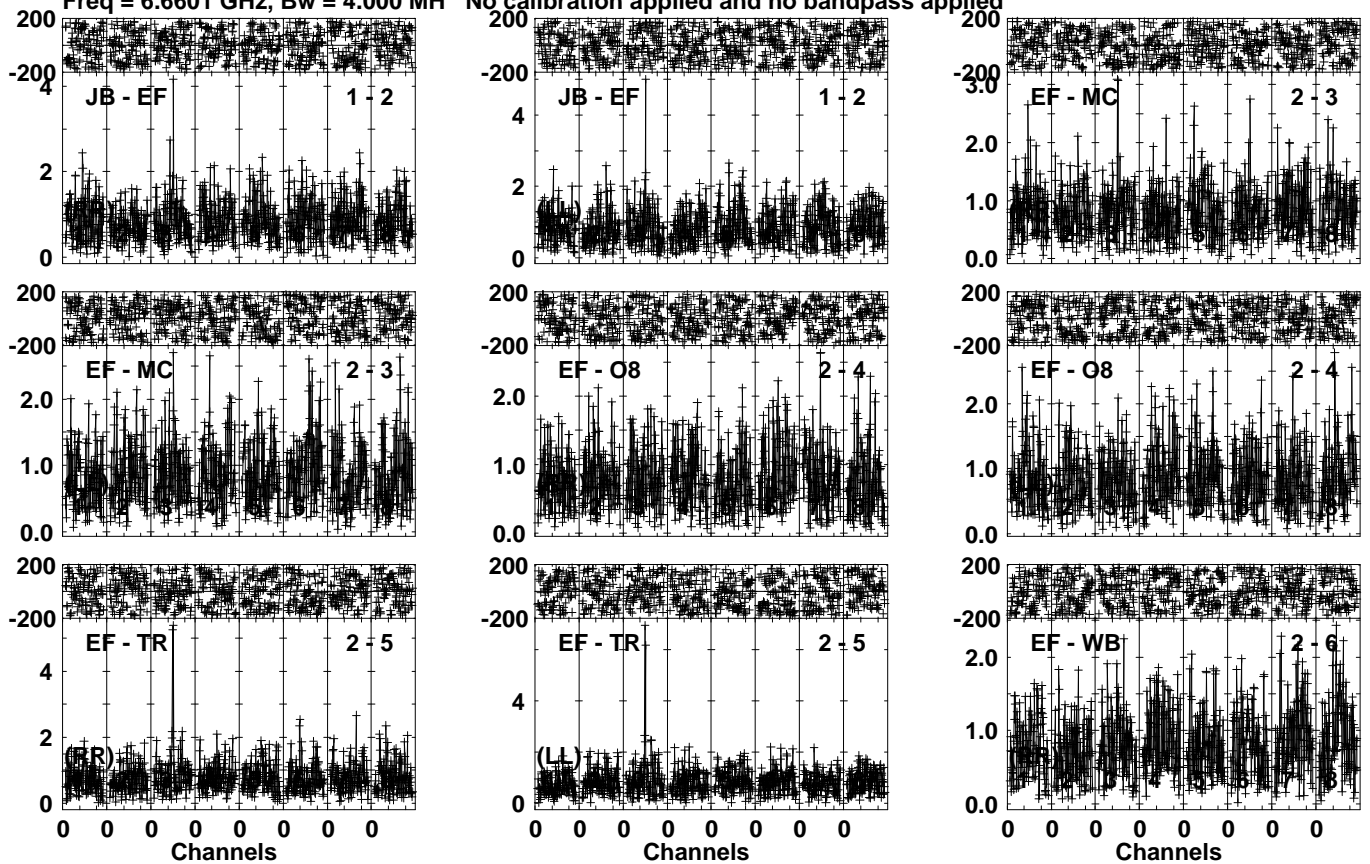 Freq = 6.6601 GHz, Bw = 4.000 MH No calibration applied and no bandpass applied
200 200 200
-200 -200 -200
JB - EF 1 - 2 JB - EF 1 - 2 EF - MC 2 - 3
4 4 3.0
2 2 2.0
1.0
(LL)
0 0 0.0
200 200 200
-200 -200 -200
EF - MC 2 - 3 EF - O8 2 - 4 EF - O8 2 - 4
2.0 2.0 2.0
1.0 1.0 1.0
0.0 0.0 0.0
200 200 200
-200 -200 -200
EF - TR 2 - 5 EF - TR 2 - 5 EF - WB 2 - 6
4 4 2.0
2 1.0
(RR) (LL)
0 0 0.0
0 0 0 0 0 0 0 0 0 0 0 0 0 0 0 0 0 0 0 0 0 0 0 0
Channels Channels Channels